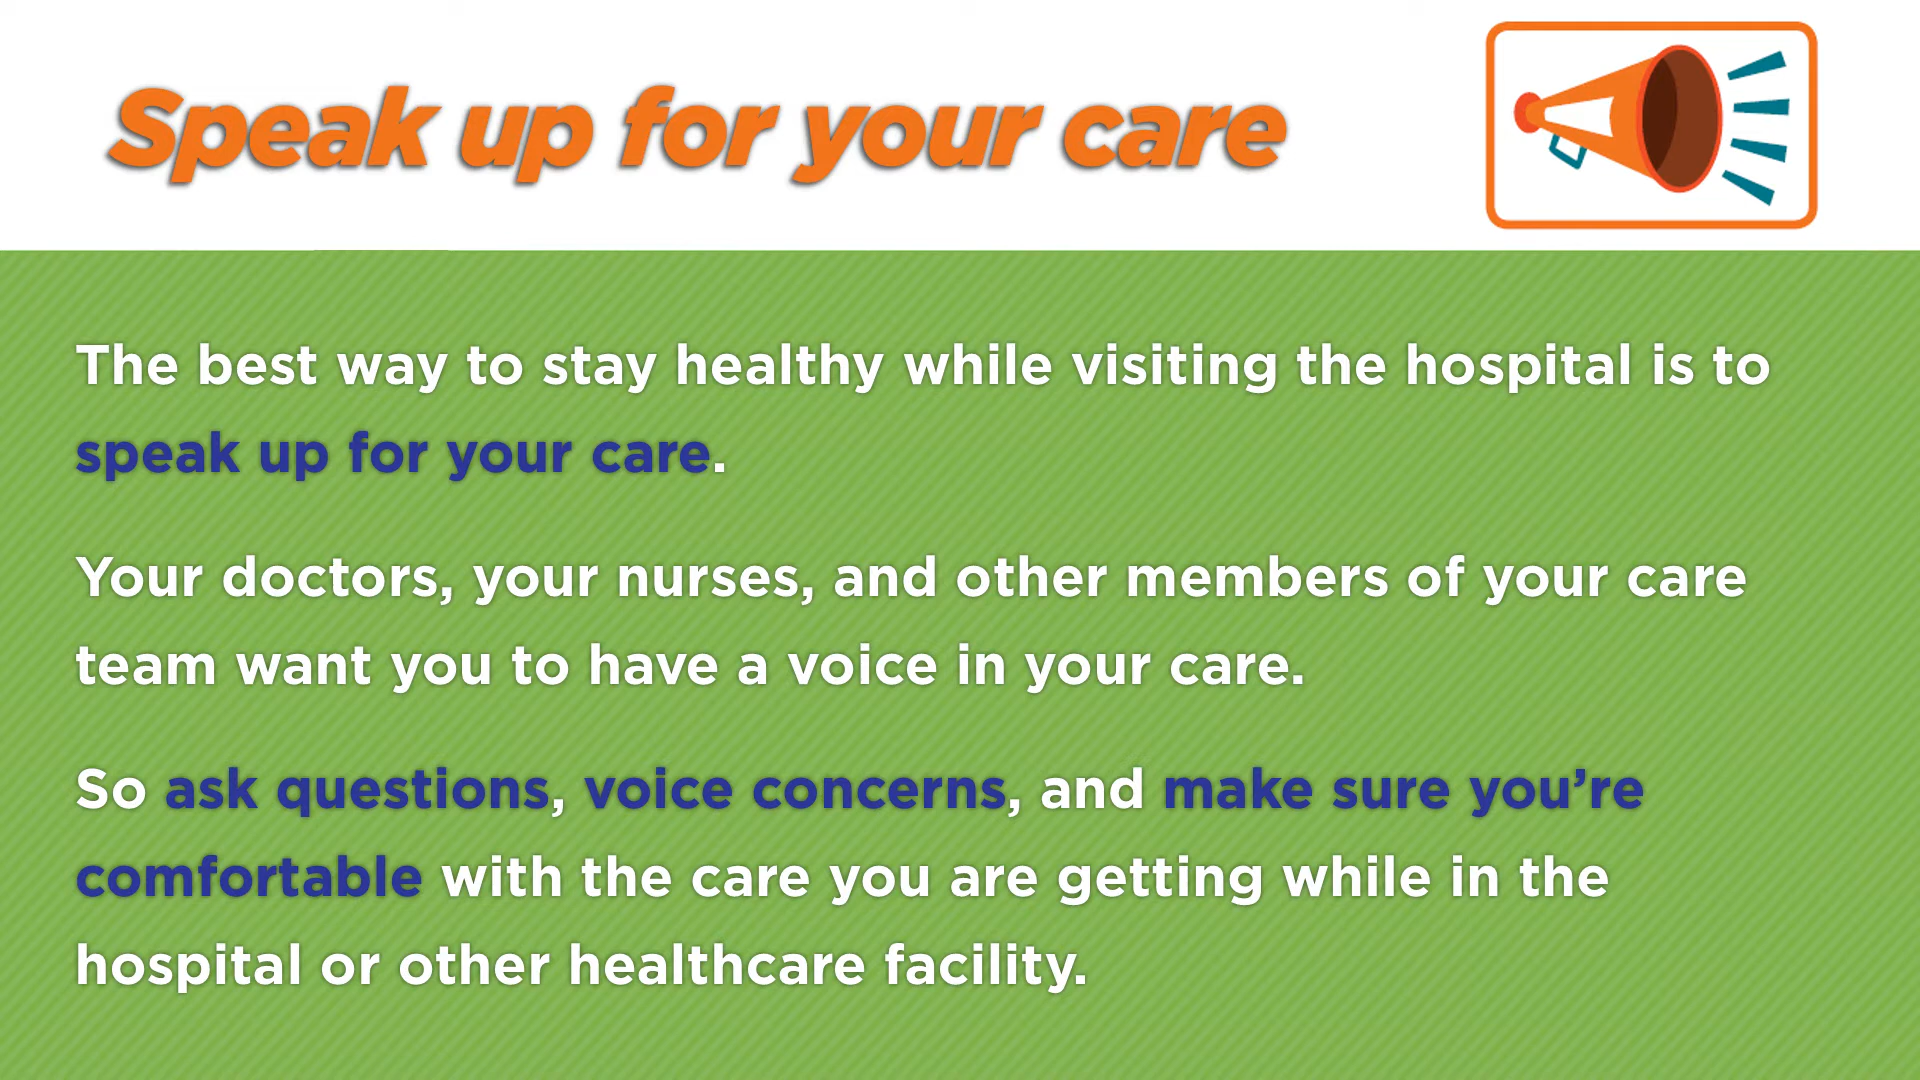 Speak up for your care
The best way to stay healthy while visiting the hospital is to
speak up for your care.
Your doctors, your nurses, and other members of your care
team want you to have a voice in your care.
So ask questions, voice concerns, and make sure you’re
comfortable with the care you are getting while in the
hospital or other healthcare facility.